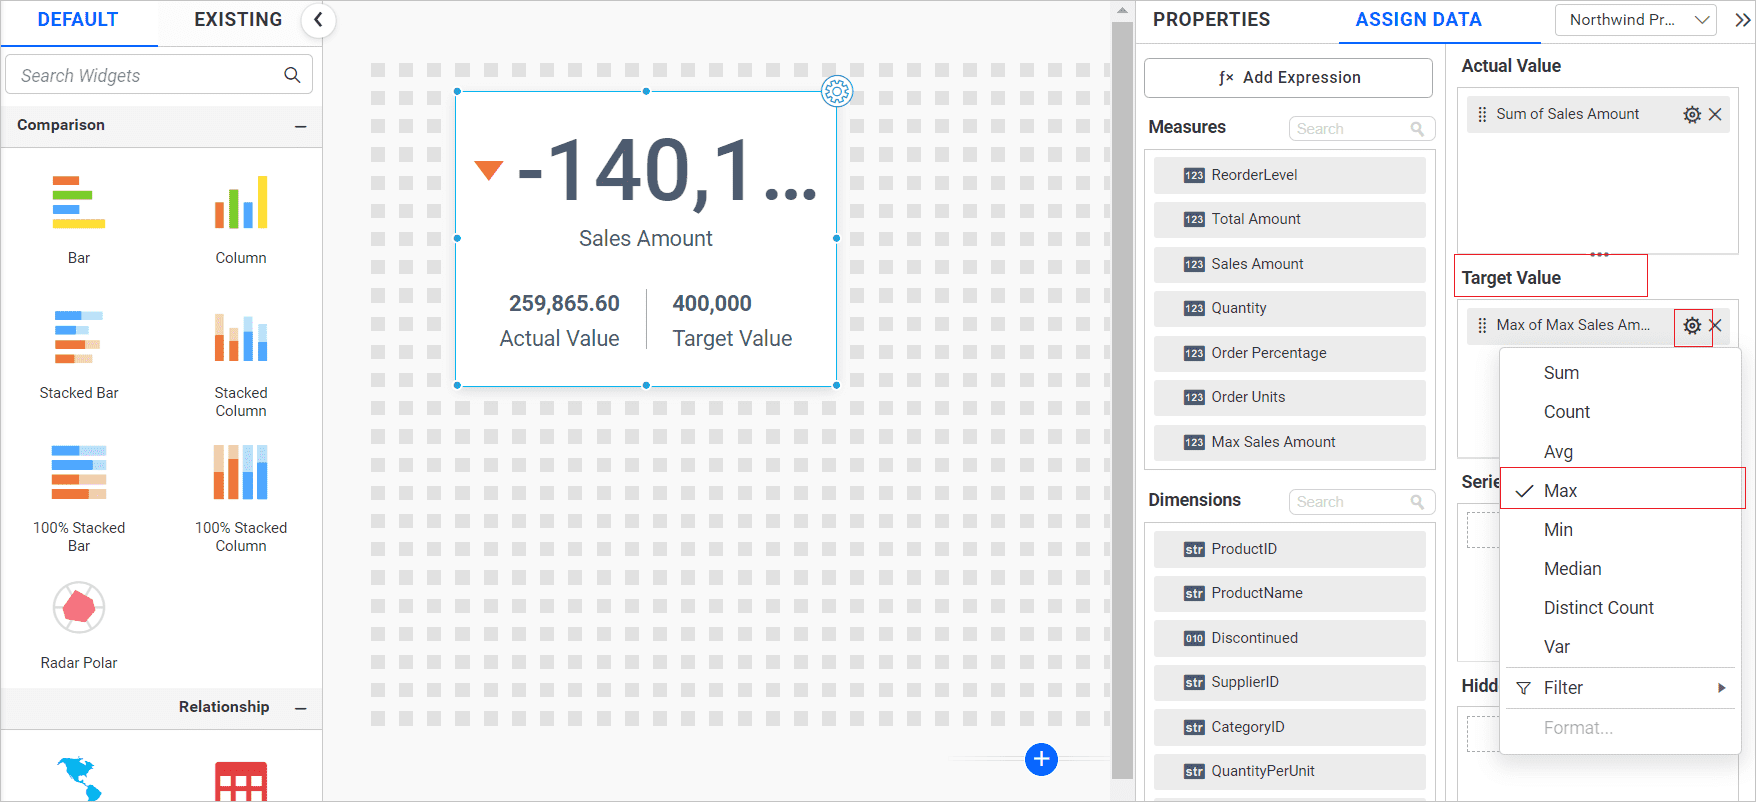 DEFAULT
EXISTING
Search Widgets
Comparison
Bar
Column
Stacked Bar
Stacked
Column
100% Stacked
Bar
100% Stacked
Column
Radar Polar
Relationship
-140,1...
Sales Amount
259,865.60
Actual Value
400,000
Target Value
PROPERTIES
ASSIGN DATA
Northwind Pr...
ƒx Add Expression
Measures
Search
123 ReorderLevel
123 Total Amount
123 Sales Amount
123 Quantity
123 Order Percentage
123 Order Units
123 Max Sales Amount
Dimensions
Search
str ProductID
str ProductName
010 Discontinued
str SupplierID
str CategoryID
str QuantityPerUnit
Actual Value
Sum of Sales Amount
Target Value
Max of Max Sales Am...
Sum
Count
Avg
Max
Min
Median
Distinct Count
Var
Filter
Format...
Serie
Hidd